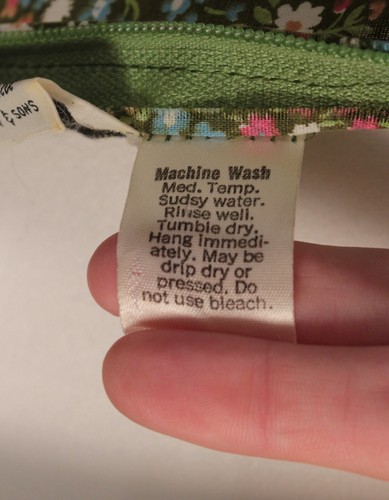 & SONS
Machine Wash
Med. Temp.
Sudsy water.
Rinse well.
Tumble dry.
Hang immedi-
ately. May be
drip dry or
pressed. Do
not use bleach.